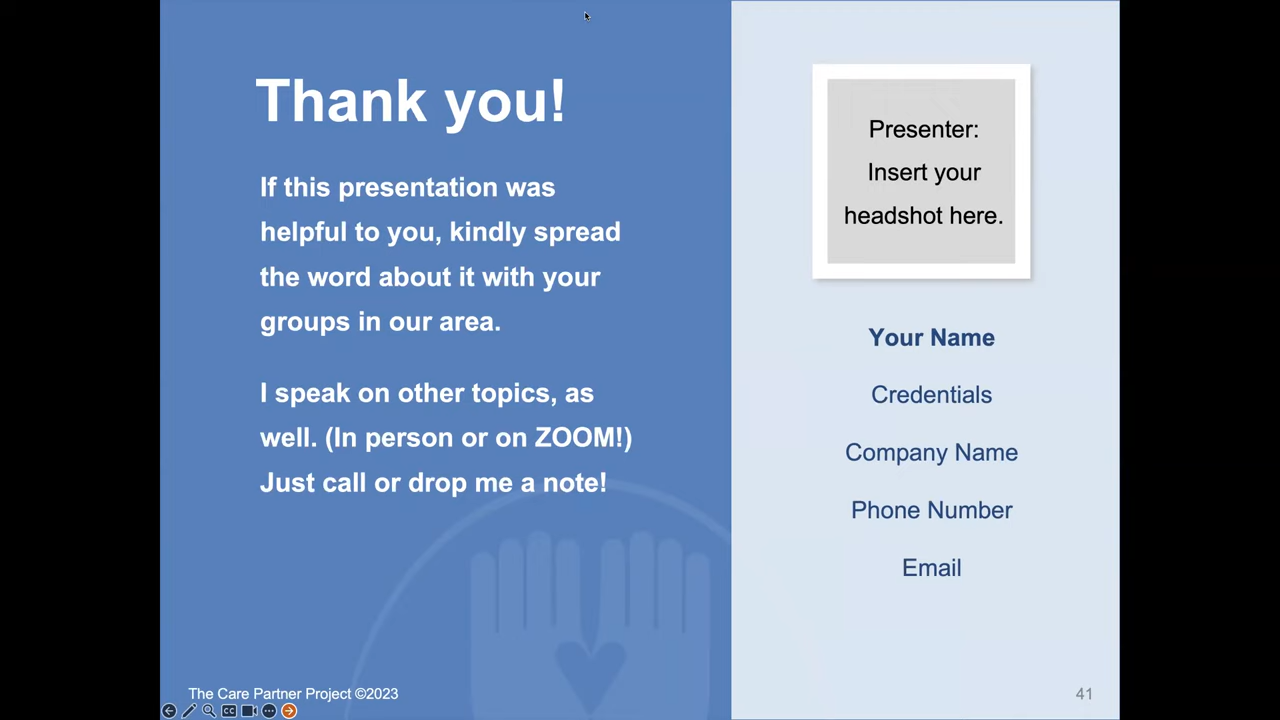 Thank you!
If this presentation was
helpful to you, kindly spread
the word about it with your
groups in our area.
I speak on other topics, as
well. (In person or on ZOOM!)
Just call or drop me a note!
The Care Partner Project ©2023
CC
Presenter:
Insert your
headshot here.
Your Name
Credentials
Company Name
Phone Number
Email
41